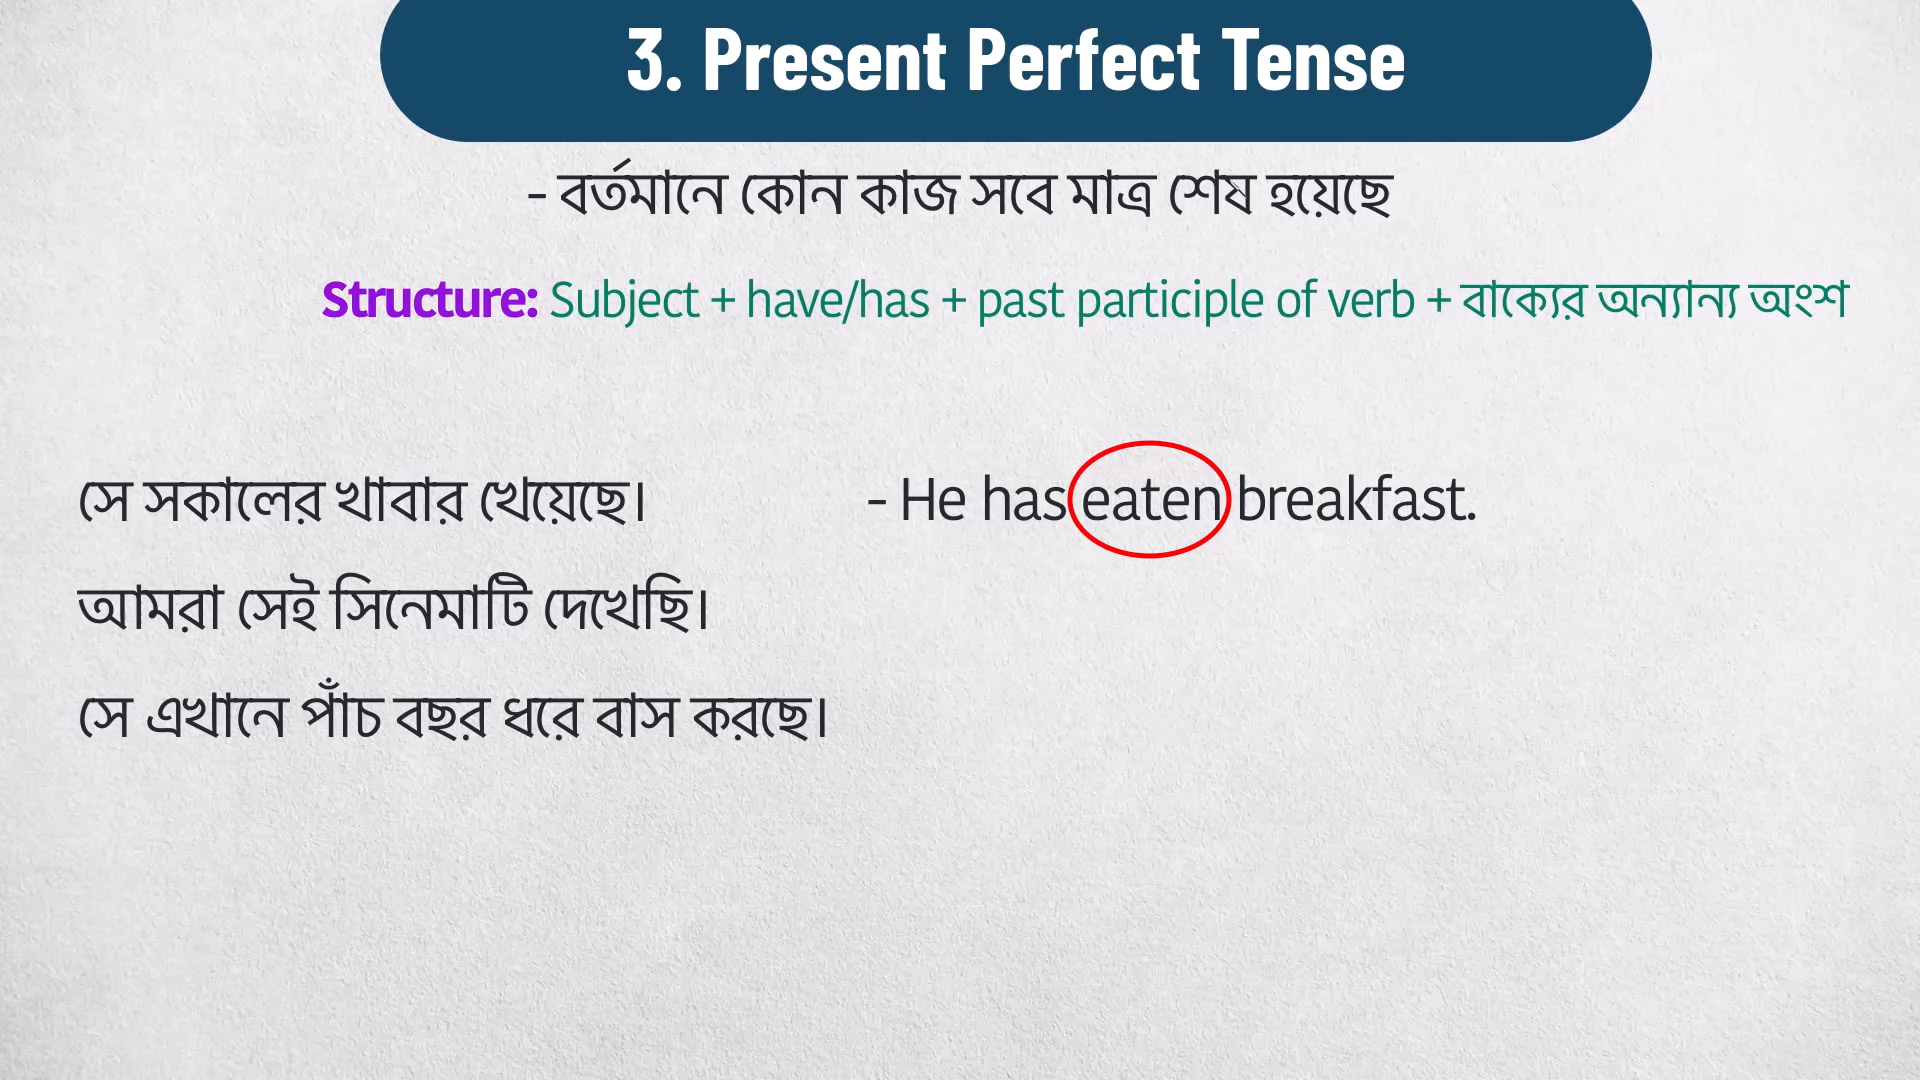 3. Present Perfect Tense
- বর্তমানে কোন কাজ সবে মাত্র শেষ হয়েছে
Structure: Subject + have/has + past participle of verb + বাক্যের অন্যান্য অংশ
সে সকালের খাবার খেয়েছে। - He has eaten breakfast.
আমরা সেই সিনেমাটি দেখেছি।
সে এখানে পাঁচ বছর ধরে বাস করছে।